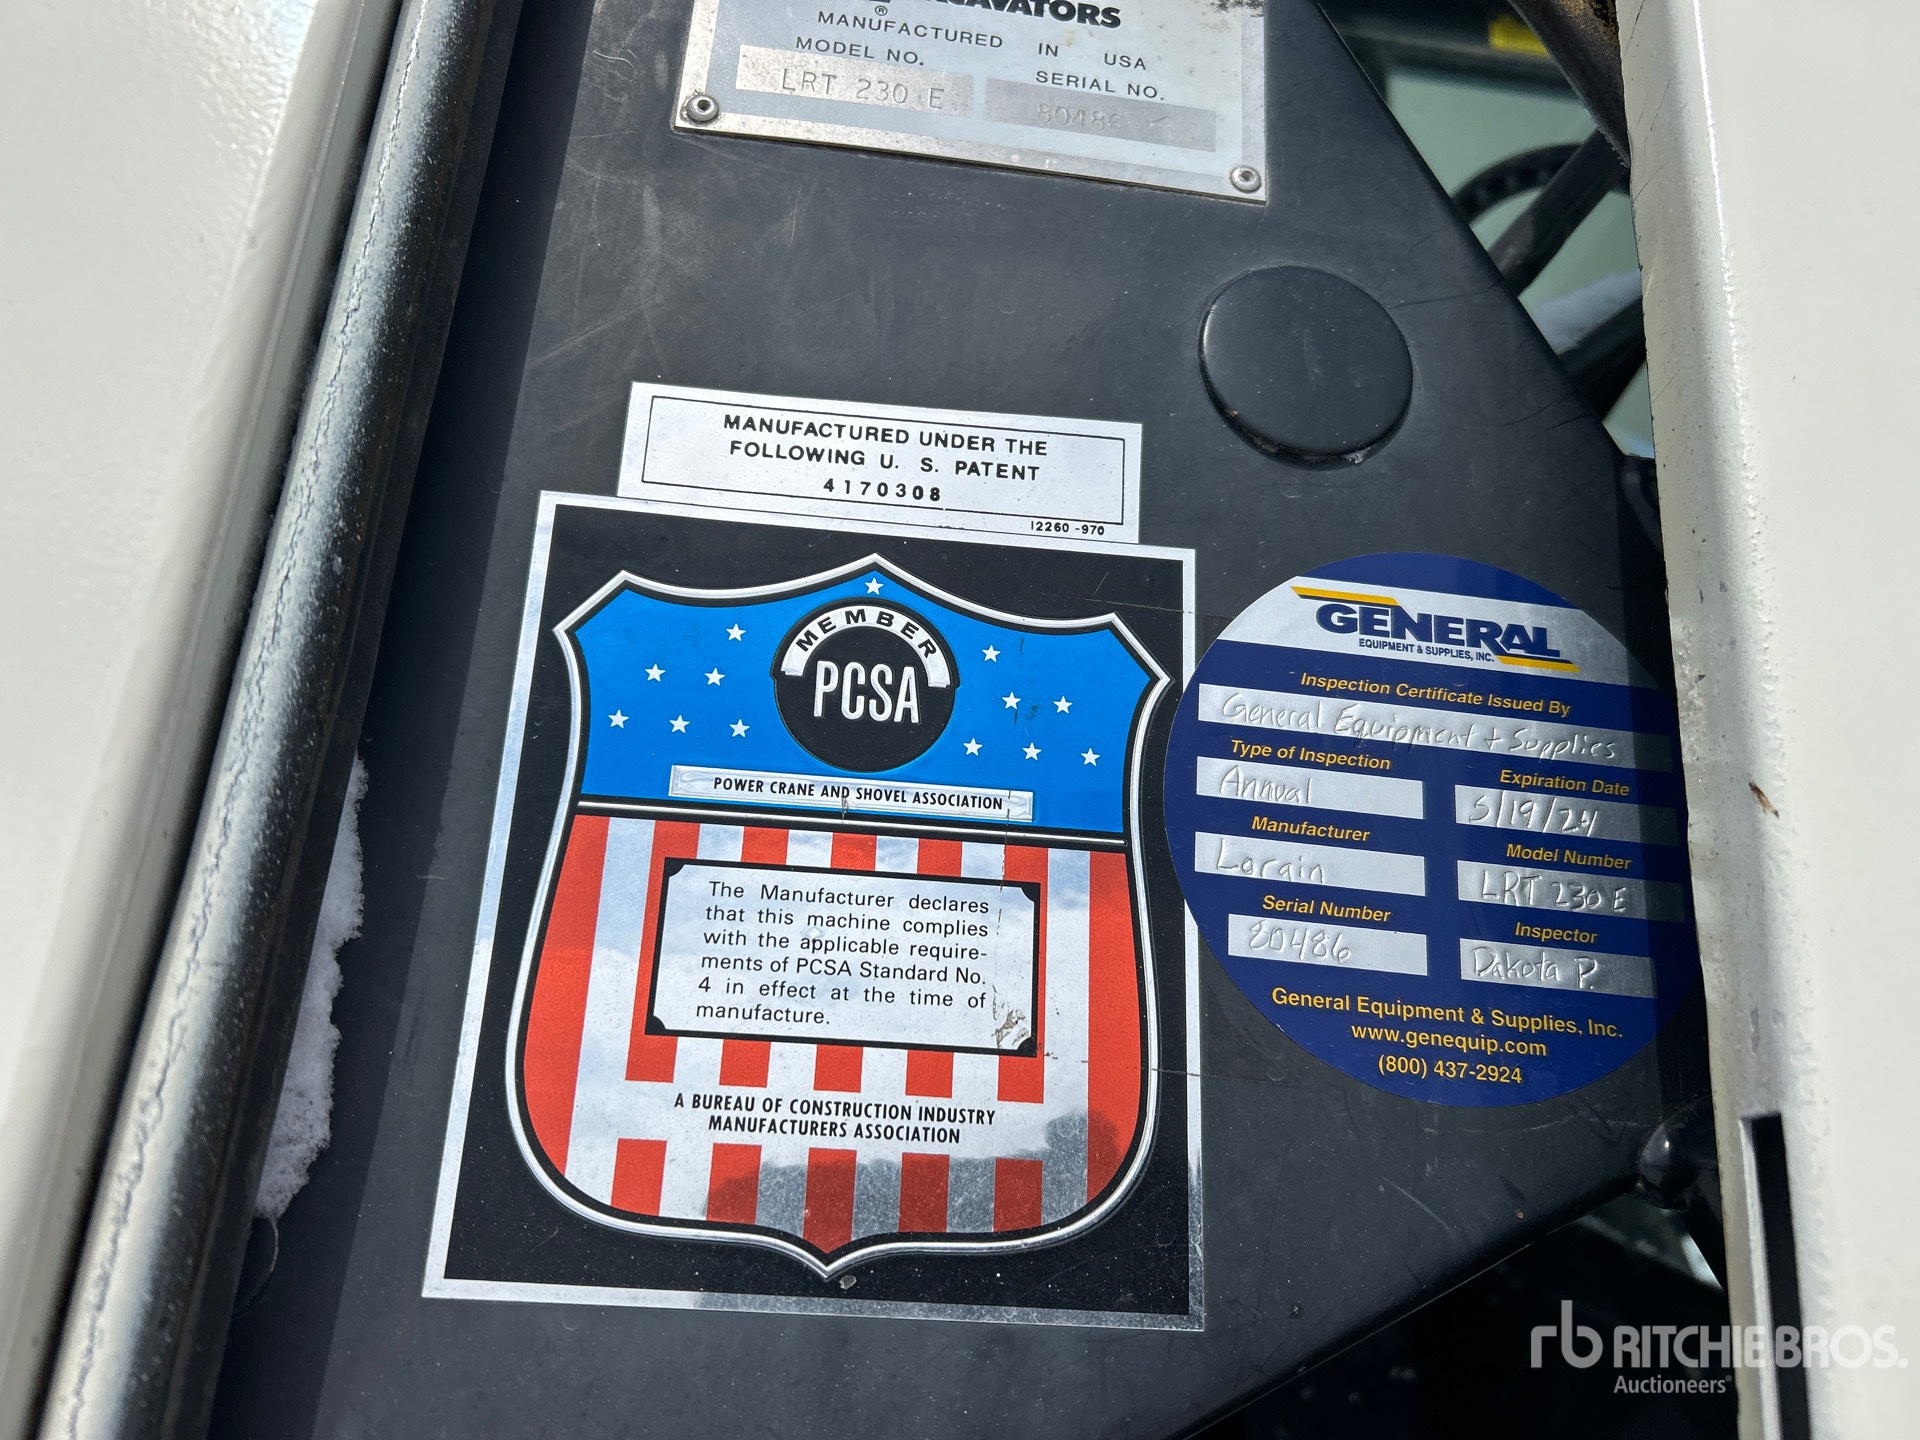 EXCAVATORS
®
MANUFACTURED IN USA
MODEL NO. SERIAL NO.
LRT 230 E 80486
MANUFACTURED UNDER THE
FOLLOWING U. S. PATENT
4170308
12260-970
MEMBER
PCSA
POWER CRANE AND SHOVEL ASSOCIATION
The Manufacturer declares
that this machine complies
with the applicable require-
ments of PCSA Standard No.
4 in effect at the time of
manufacture.
A BUREAU OF CONSTRUCTION INDUSTRY
MANUFACTURERS ASSOCIATION
GENERAL
EQUIPMENT & SUPPLIES, INC.
Inspection Certificate Issued By
General Equipment + Supplies
Type of Inspection Expiration Date
Annual 5/19/24
Manufacturer Model Number
Lorain LRT 230 E
Serial Number Inspector
80486 Dakota P.
General Equipment & Supplies, Inc.
www.genequip.com
(800) 437-2924
rb RITCHIE BROS.
Auctioneers